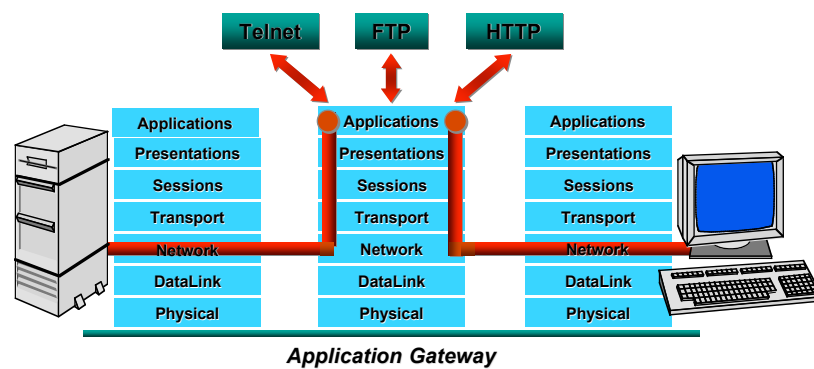 Telnet FTP HTTP
Applications Applications Applications
Presentations Presentations Presentations
Sessions Sessions Sessions
Transport Transport Transport
Network Network Network
DataLink DataLink DataLink
Physical Physical Physical
Application Gateway